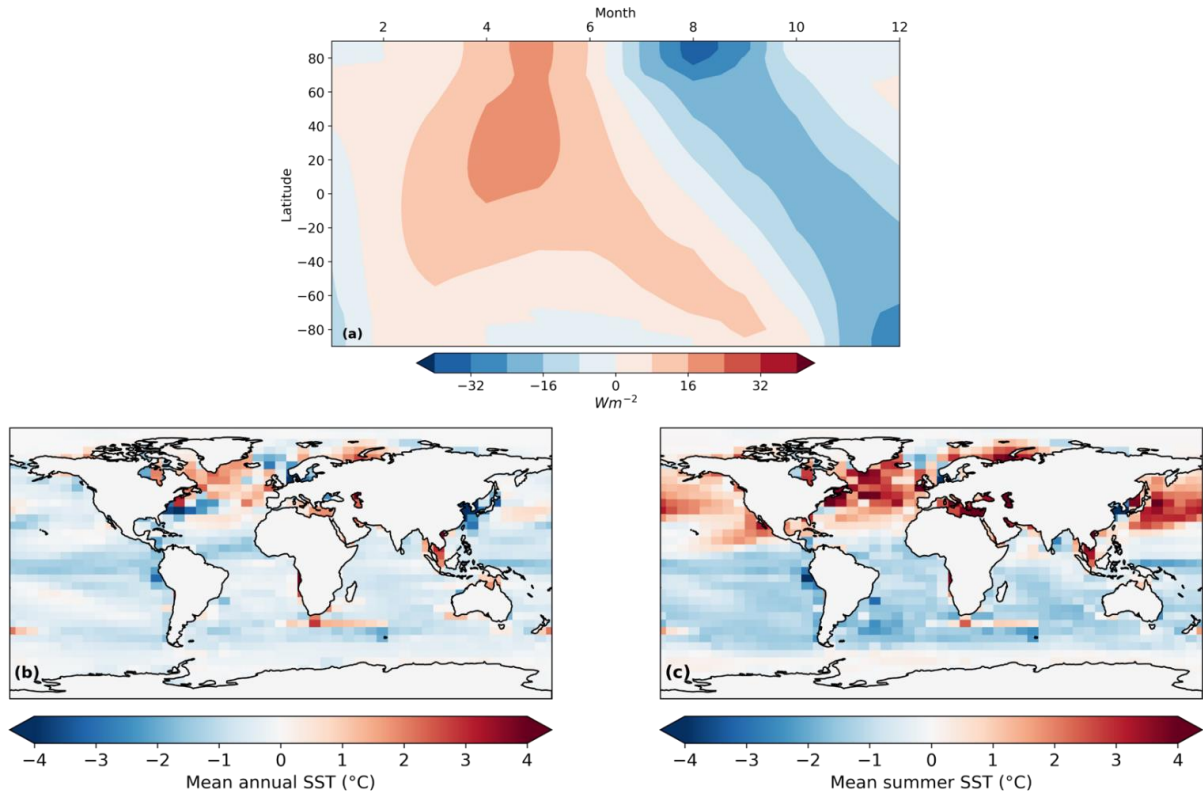 Month
2 4 6 8 10 12
80
60
40
20
0
−20
−40
−60
−80
Latitude
(a)
−32 −16 0 16 32
Wm−2
(b)
(c)
−4 −3 −2 −1 0 1 2 3 4
Mean annual SST (°C)
−4 −3 −2 −1 0 1 2 3 4
Mean summer SST (°C)